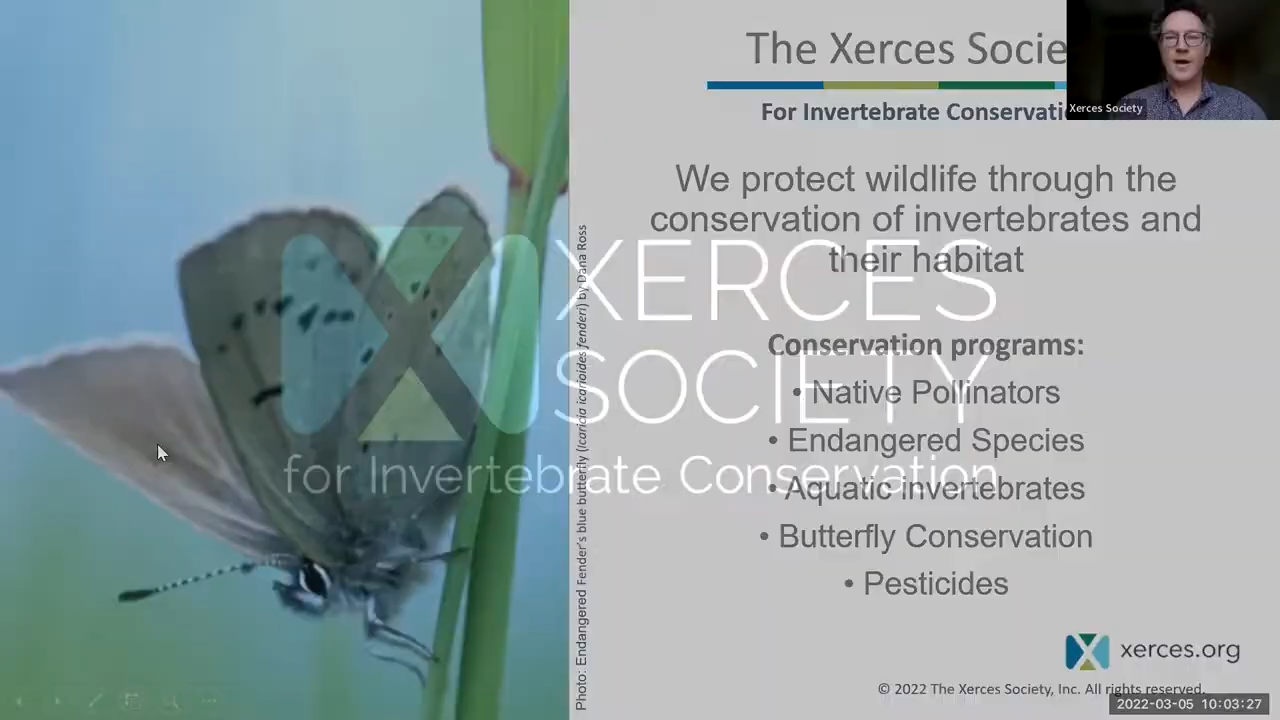 The Xerces Socie
Xerces Society
For Invertebrate Conservati
We protect wildlife through the
conservation of invertebrates and
their habitat
XERCES
SOCIETY
for Invertebrate Conservation
Conservation programs:
• Native Pollinators
• Endangered Species
• Aquatic invertebrates
• Butterfly Conservation
• Pesticides
Photo: Endangered Fender's blue butterfly (Icaricia icarioides fenderi) by Dana Ross
xerces.org
© 2022 The Xerces Society, Inc. All rights reserved.
2022-03-05 10:03:27